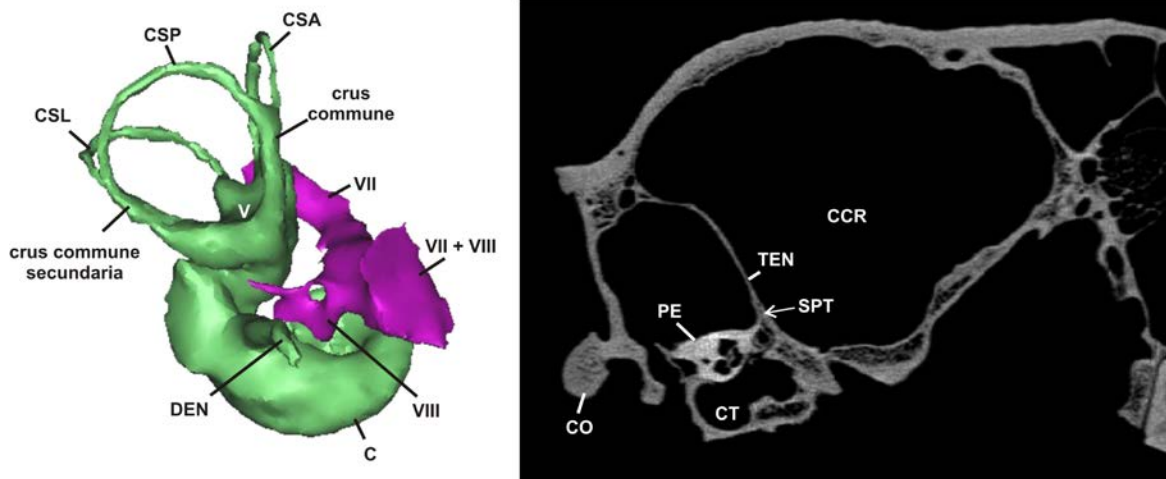 CSA
CSP
CSL
crus
commune
VII
V
VII + VIII
crus commune
secundaria
DEN
VIII
C
CCR
TEN
SPT
PE
CO
CT